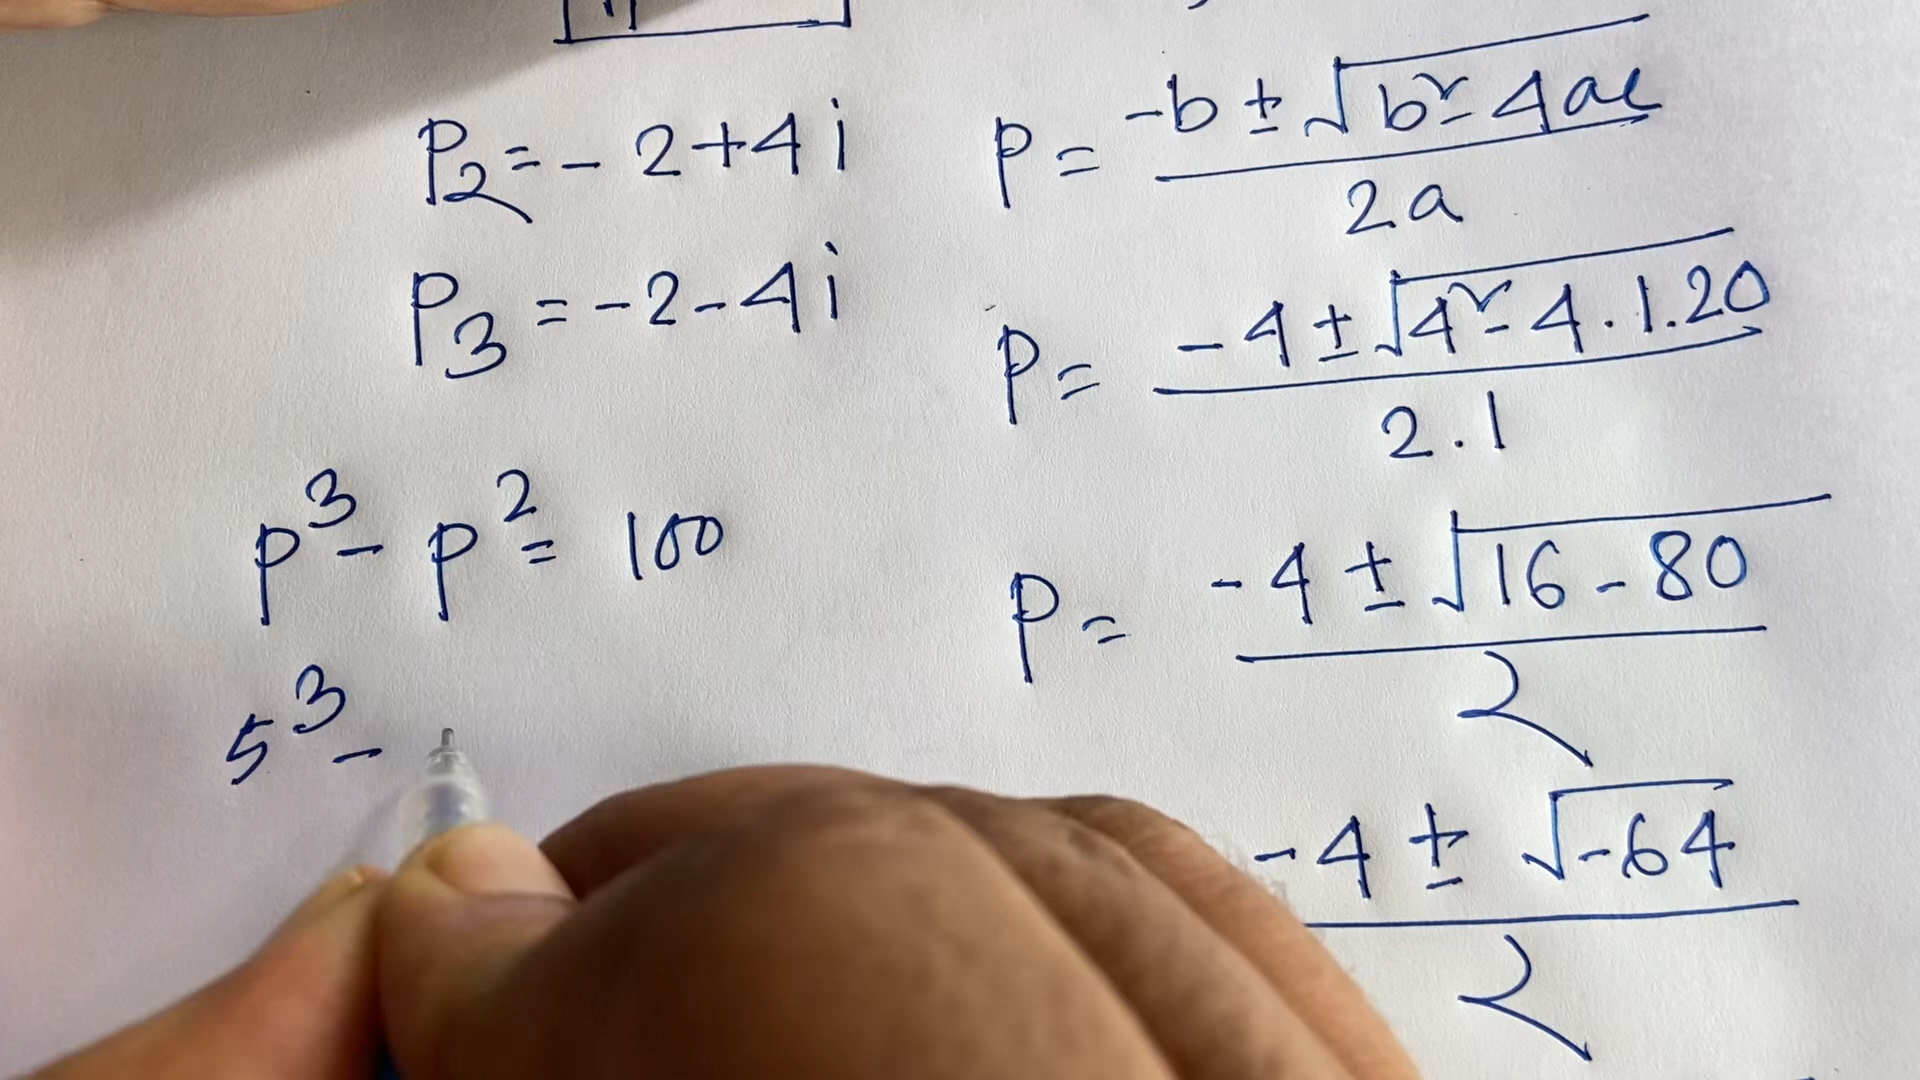 P₂ = - 2 + 4i
P₃ = -2 - 4i
p³ - p² = 100
5³ -
P = (-b ± √(b² - 4ac)) / 2a
P = (-4 ± √(4² - 4.1.20)) / 2.1
P = (-4 ± √(16 - 80)) / 2
(-4 ± √(-64)) / 2